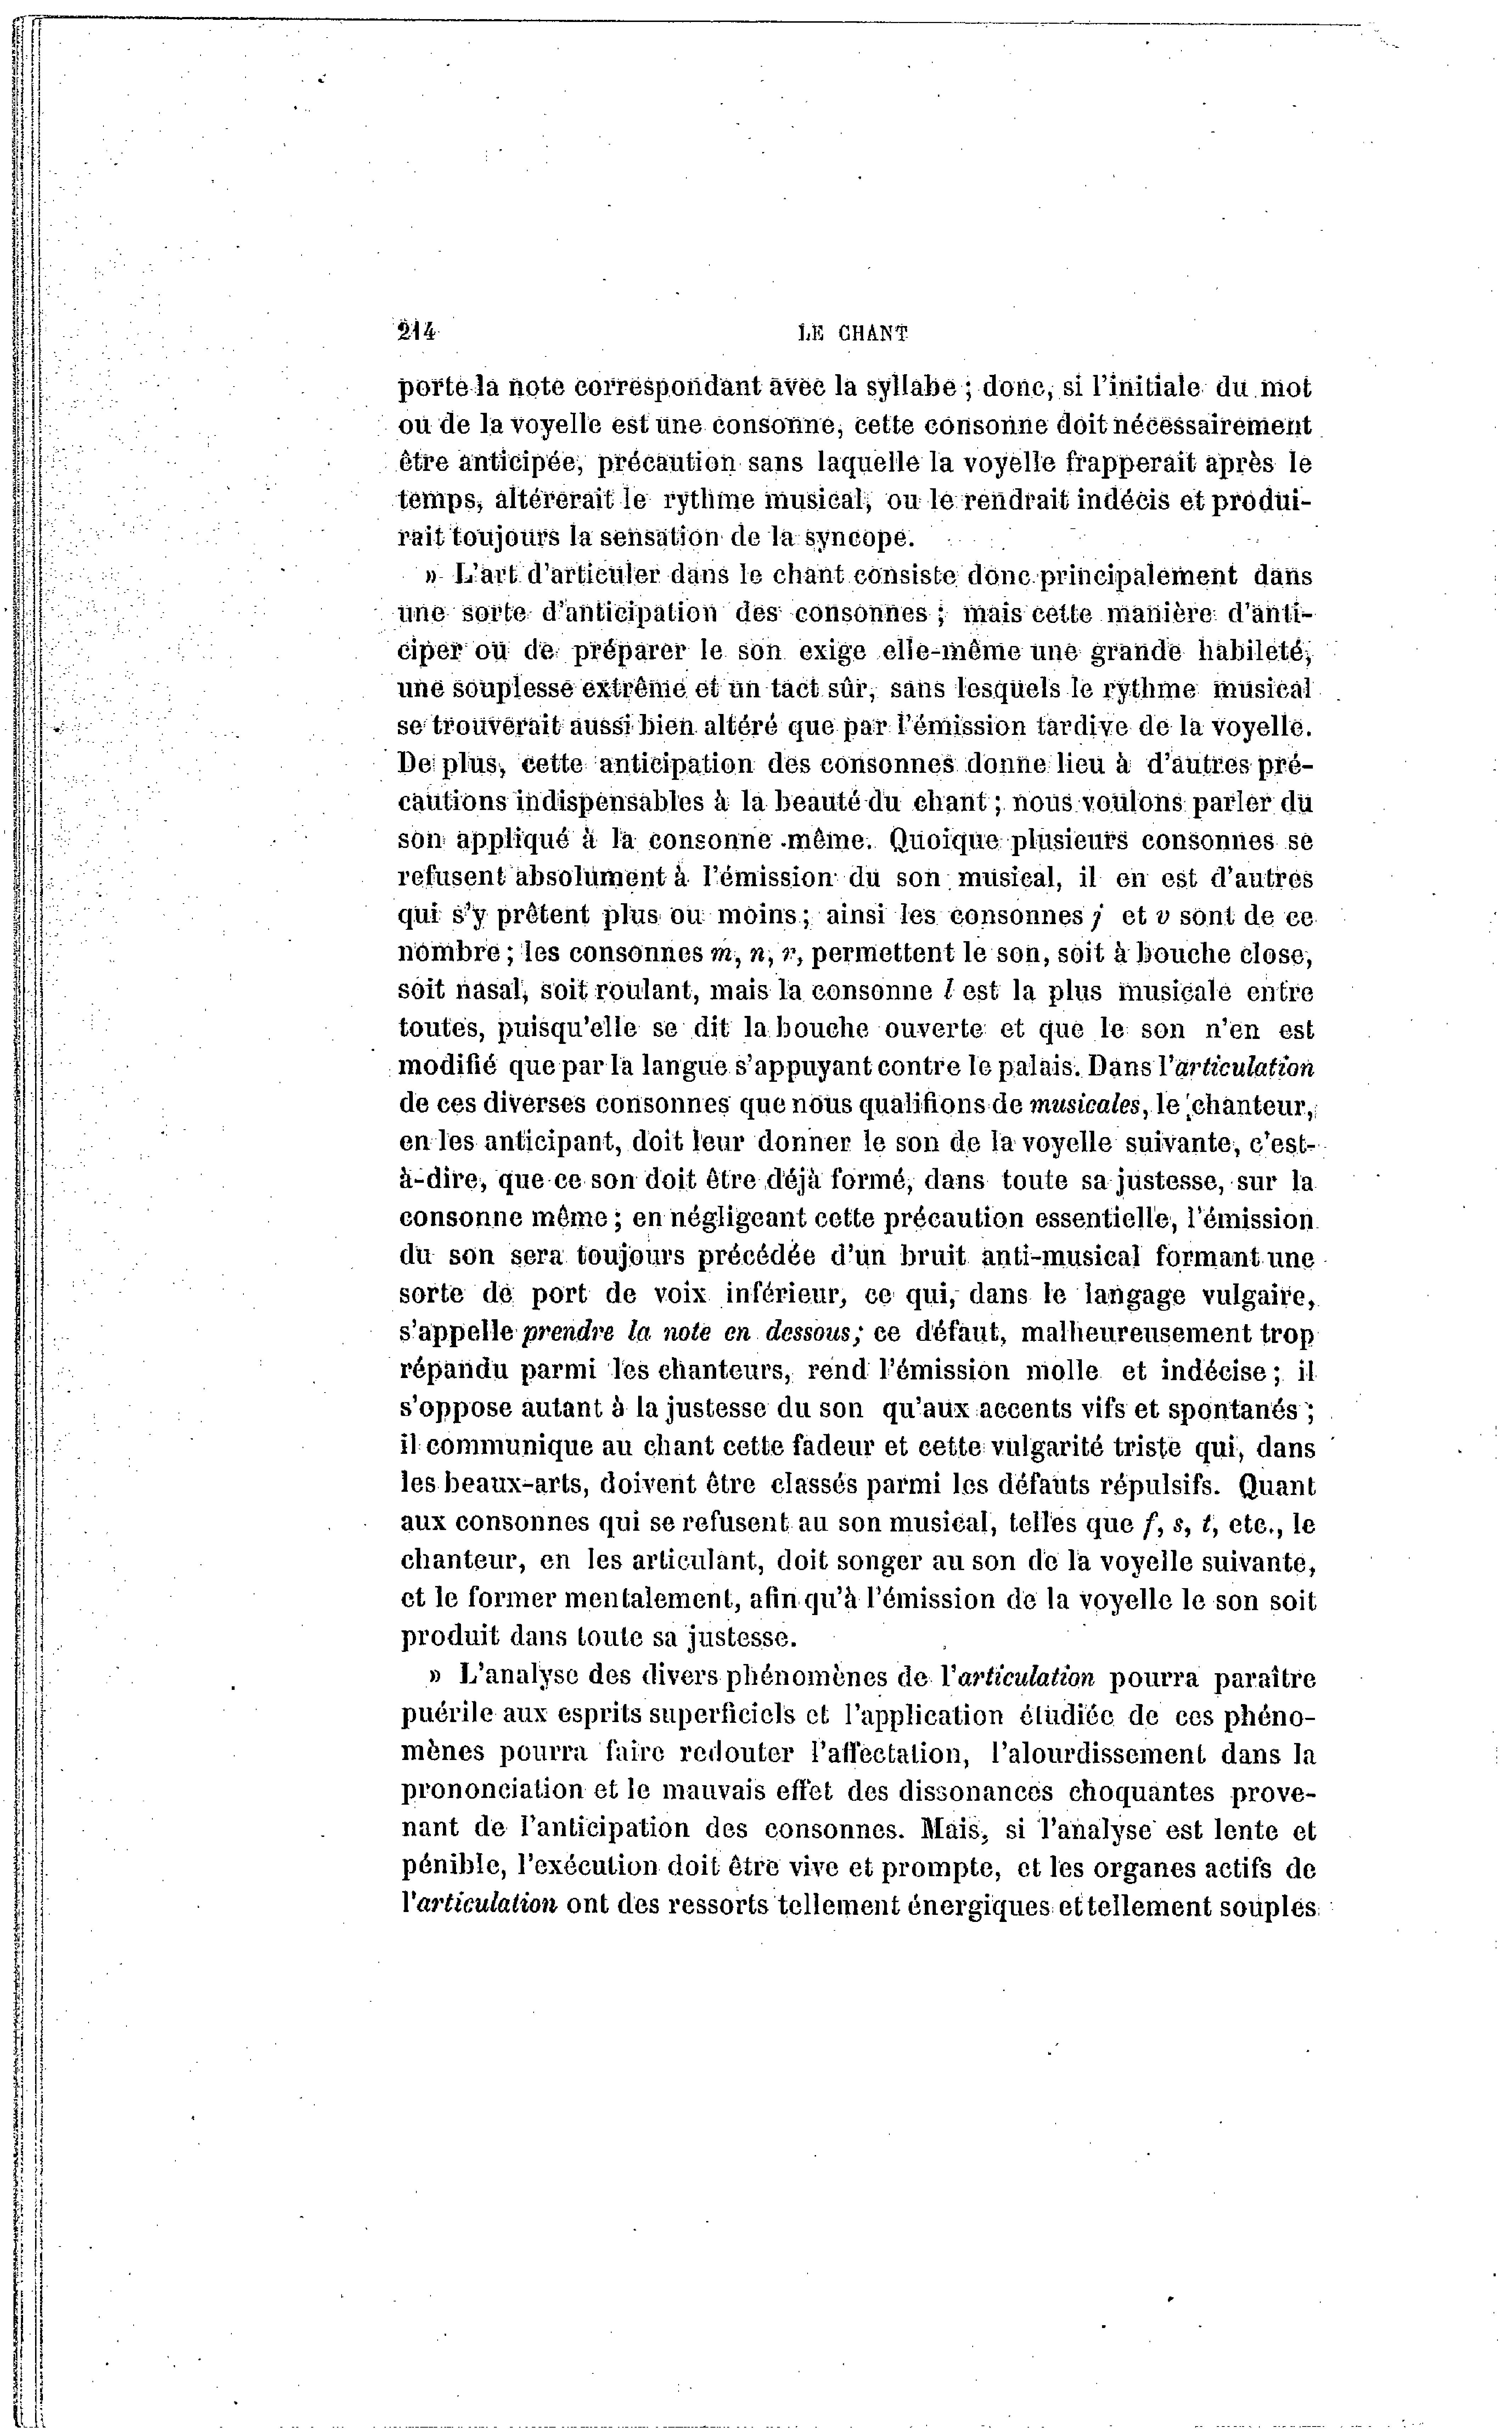 214
LE CHANT
porte la note correspondant avec la syllabe ; donc, si l'initiale du mot
ou de la voyelle est une consonne, cette consonne doit nécessairement
être anticipée, précaution sans laquelle la voyelle frapperait après le
temps, altérerait le rythme musical, ou le rendrait indécis et produi-
rait toujours la sensation de la syncope.
» L'art d'articuler dans le chant consiste donc principalement dans
une sorte d'anticipation des consonnes ; mais cette manière d'anti-
ciper ou de préparer le son exige elle-même une grande habileté,
une souplesse extrême et un tact sûr, sans lesquels le rythme musical
se trouverait aussi bien altéré que par l'émission tardive de la voyelle.
De plus, cette anticipation des consonnes donne lieu à d'autres pré-
cautions indispensables à la beauté du chant ; nous voulons parler du
son appliqué à la consonne même. Quoique plusieurs consonnes se
refusent absolument à l'émission du son musical, il en est d'autres
qui s'y prêtent plus ou moins ; ainsi les consonnes j et v sont de ce
nombre ; les consonnes m, n, r, permettent le son, soit à bouche close,
soit nasal, soit roulant, mais la consonne l est la plus musicale entre
toutes, puisqu'elle se dit la bouche ouverte et que le son n'en est
modifié que par la langue s'appuyant contre le palais. Dans l'articulation
de ces diverses consonnes que nous qualifions de musicales, le chanteur,
en les anticipant, doit leur donner le son de la voyelle suivante, c'est-
à-dire, que ce son doit être déjà formé, dans toute sa justesse, sur la
consonne même ; en négligeant cette précaution essentielle, l'émission
du son sera toujours précédée d'un bruit anti-musical formant une
sorte de port de voix inférieur, ce qui, dans le langage vulgaire,
s'appelle prendre la note en dessous ; ce défaut, malheureusement trop
répandu parmi les chanteurs, rend l'émission molle et indécise ; il
s'oppose autant à la justesse du son qu'aux accents vifs et spontanés ;
il communique au chant cette fadeur et cette vulgarité triste qui, dans
les beaux-arts, doivent être classés parmi les défauts répulsifs. Quant
aux consonnes qui se refusent au son musical, telles que f, s, t, etc., le
chanteur, en les articulant, doit songer au son de la voyelle suivante,
et le former mentalement, afin qu'à l'émission de la voyelle le son soit
produit dans toute sa justesse.
» L'analyse des divers phénomènes de l'articulation pourra paraître
puérile aux esprits superficiels et l'application étudiée de ces phéno-
mènes pourra faire redouter l'affectation, l'alourdissement dans la
prononciation et le mauvais effet des dissonances choquantes prove-
nant de l'anticipation des consonnes. Mais, si l'analyse est lente et
pénible, l'exécution doit être vive et prompte, et les organes actifs de
l'articulation ont des ressorts tellement énergiques et tellement souples